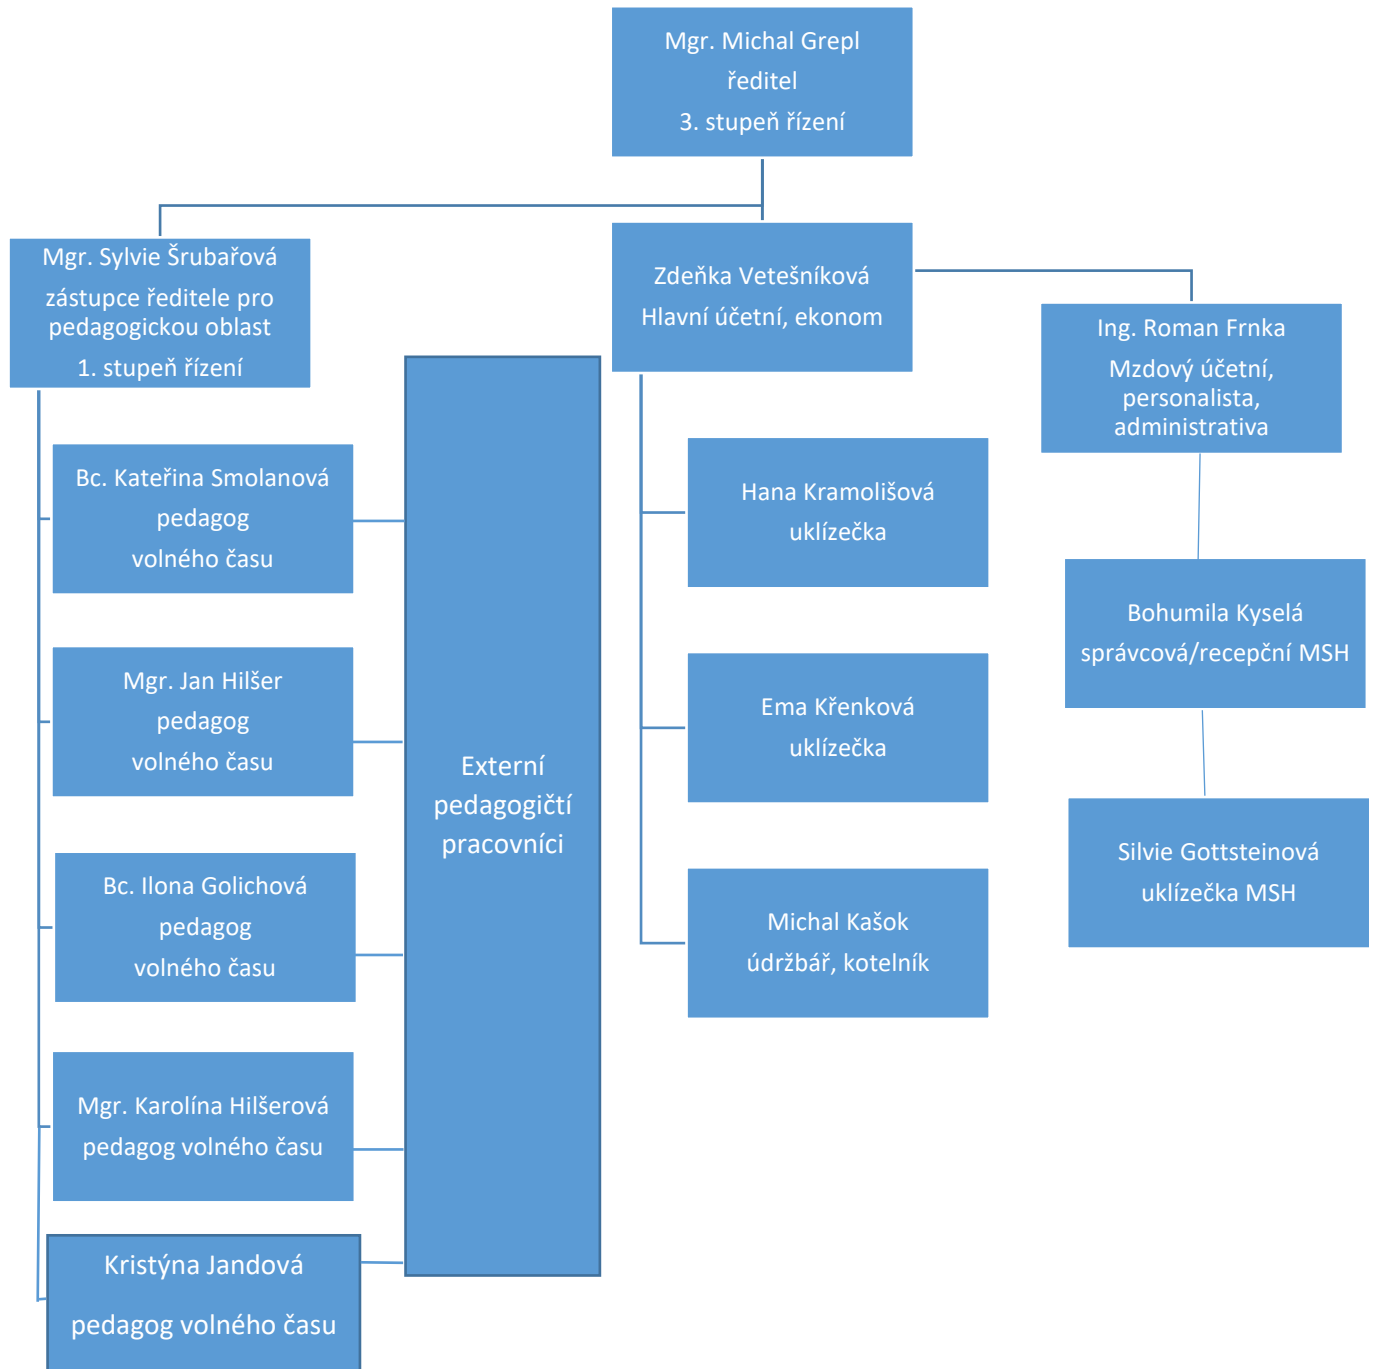 Mgr. Michal Grepl
ředitel
3. stupeň řízení
Mgr. Sylvie Šrubařová
zástupce ředitele pro
pedagogickou oblast
1. stupeň řízení
Zdeňka Vetešníková
Hlavní účetní, ekonom
Ing. Roman Frnka
Mzdový účetní,
personalista,
administrativa
Bc. Kateřina Smolanová
pedagog
volného času
Mgr. Jan Hilšer
pedagog
volného času
Bc. Ilona Golichová
pedagog
volného času
Mgr. Karolína Hilšerová
pedagog volného času
Kristýna Jandová
pedagog volného času
Externí
pedagogičtí
pracovníci
Hana Kramolišová
uklízečka
Ema Křenková
uklízečka
Michal Kašok
údržbář, kotelník
Bohumila Kyselá
správcová/recepční MSH
Silvie Gottsteinová
uklízečka MSH